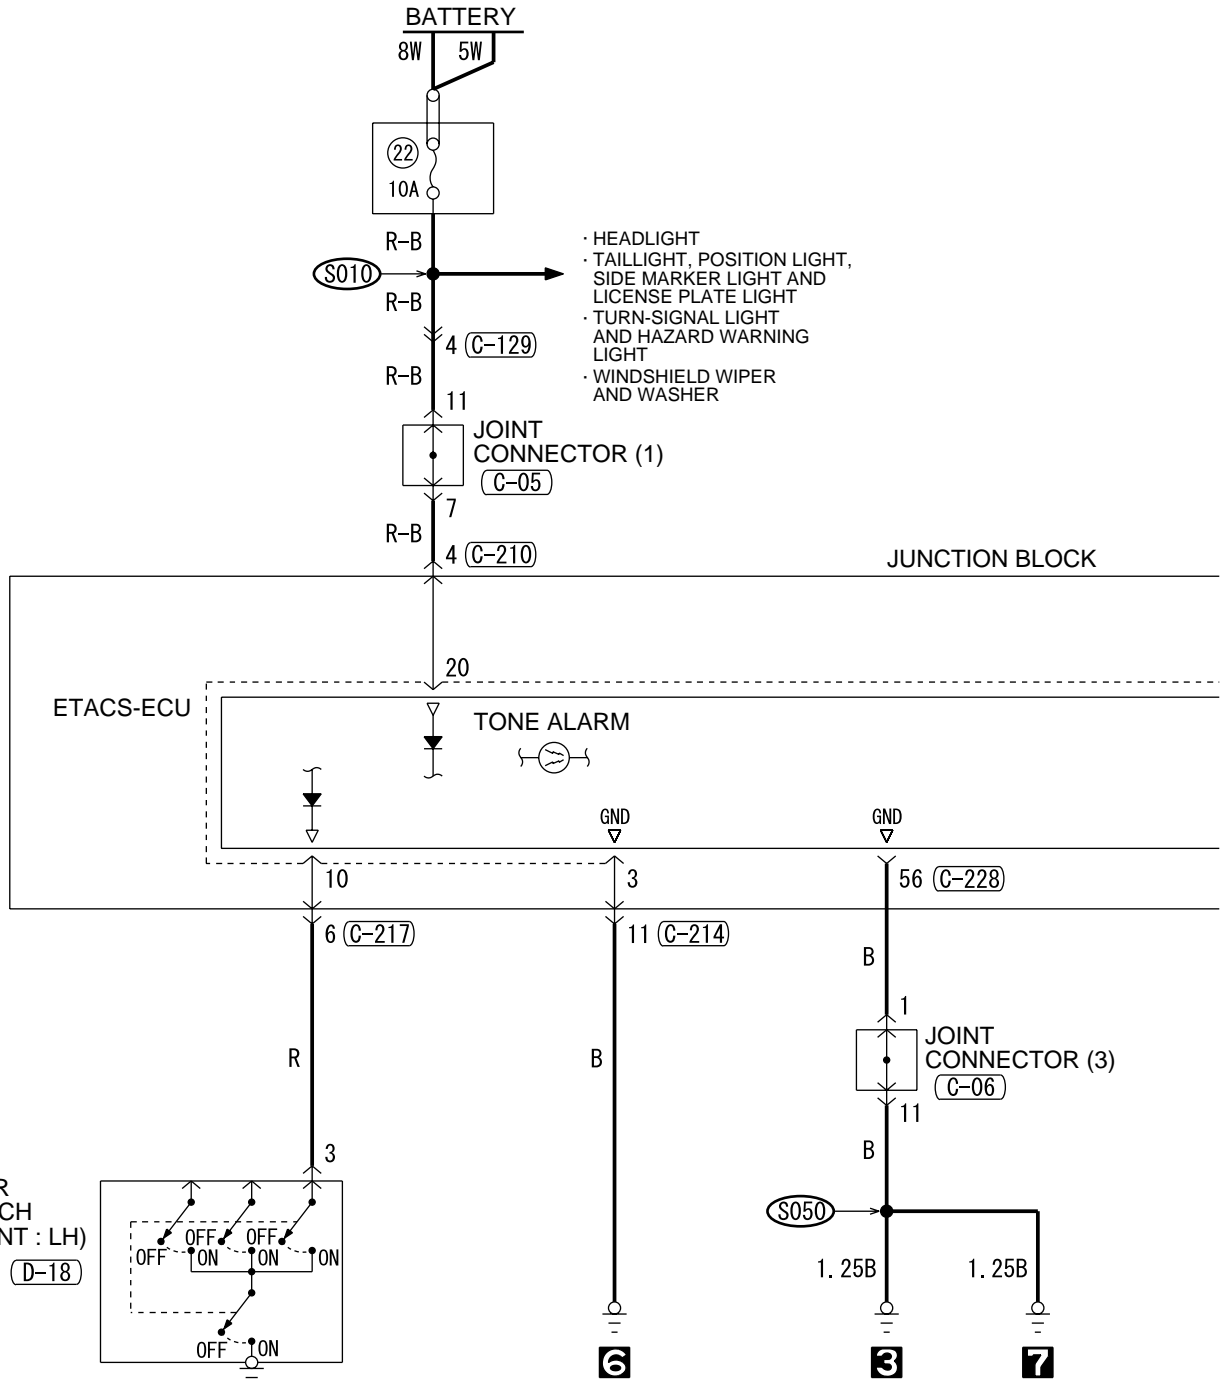 BATTERY
8W 5W
22
10A
R-B
S010
· HEADLIGHT
· TAILLIGHT, POSITION LIGHT,
SIDE MARKER LIGHT AND
LICENSE PLATE LIGHT
· TURN-SIGNAL LIGHT
AND HAZARD WARNING
LIGHT
· WINDSHIELD WIPER
AND WASHER
R-B
4 C-129
R-B
11
JOINT
CONNECTOR (1)
C-05
7
R-B
4 C-210
JUNCTION BLOCK
20
ETACS-ECU
TONE ALARM
GND GND
10 3 56 C-228
6 C-217 11 C-214
B
1
JOINT
CONNECTOR (3)
C-06
R B
11
B
3
R
CH
NT : LH)
D-18
S050
OFF OFF OFF
ON ON ON
1.25B 1.25B
OFF ON
6 3 7